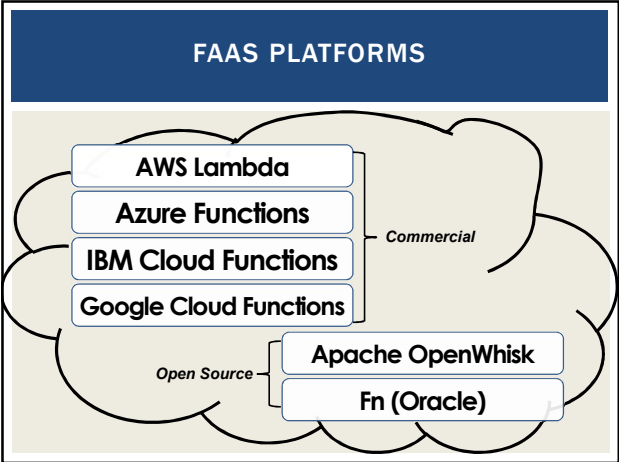 FAAS PLATFORMS
AWS Lambda
Azure Functions
Commercial
IBM Cloud Functions
Google Cloud Functions
Apache OpenWhisk
Open Source
Fn (Oracle)